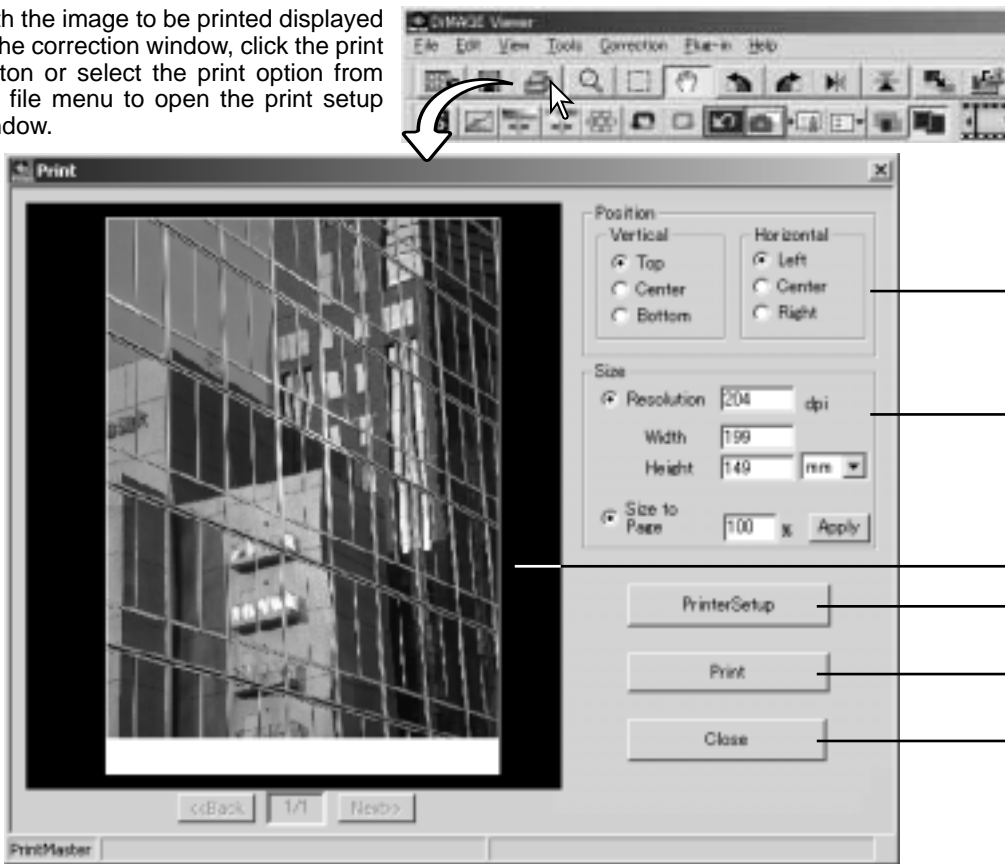 th the image to be printed displayed
the correction window, click the print
ton or select the print option from
file menu to open the print setup
dow.
DiMAGE Viewer
File Edit View Tools Correction Plug-in Help
Print
Position
Vertical Horizontal
Top Left
Center Center
Bottom Right
Size
Resolution 204 dpi
Width 199
Height 149 mm
Size to
Page 100 % Apply
PrinterSetup
Print
Close
<<Back 1/1 Next>>
PrintMaster